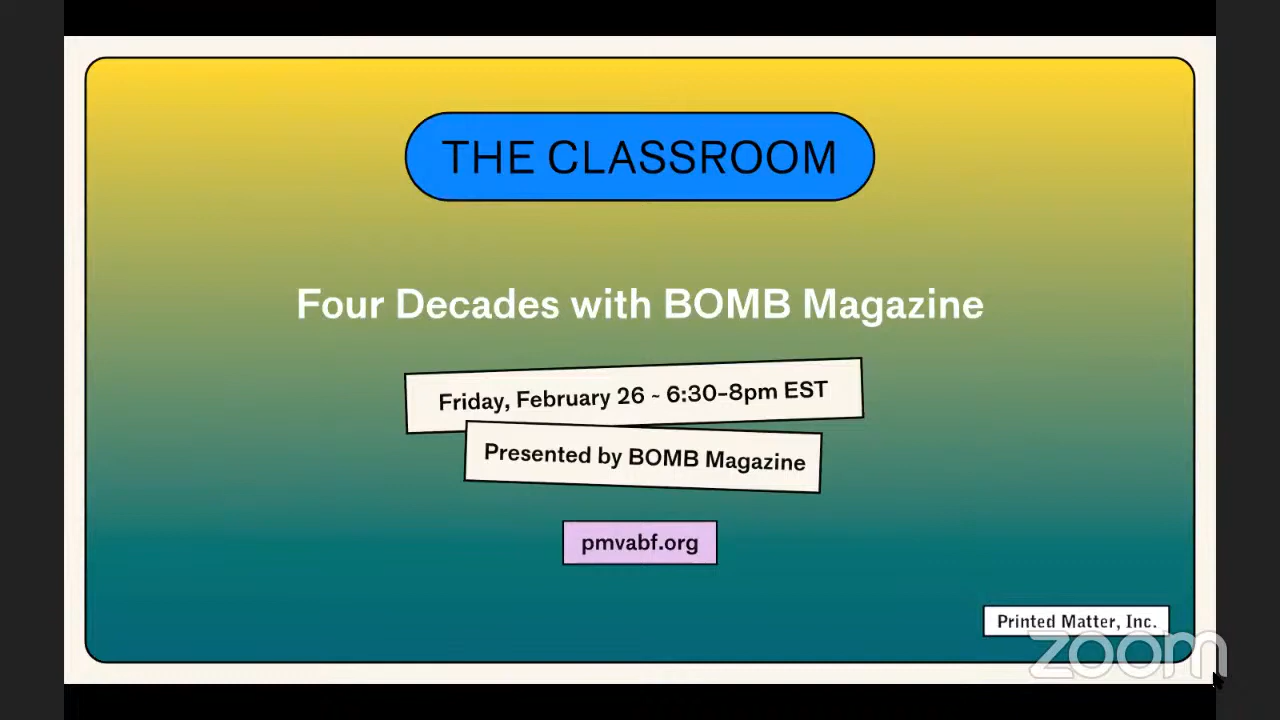 THE CLASSROOM
Four Decades with BOMB Magazine
Friday, February 26 ~ 6:30-8pm EST
Presented by BOMB Magazine
pmvabf.org
Printed Matter, Inc.
zoom